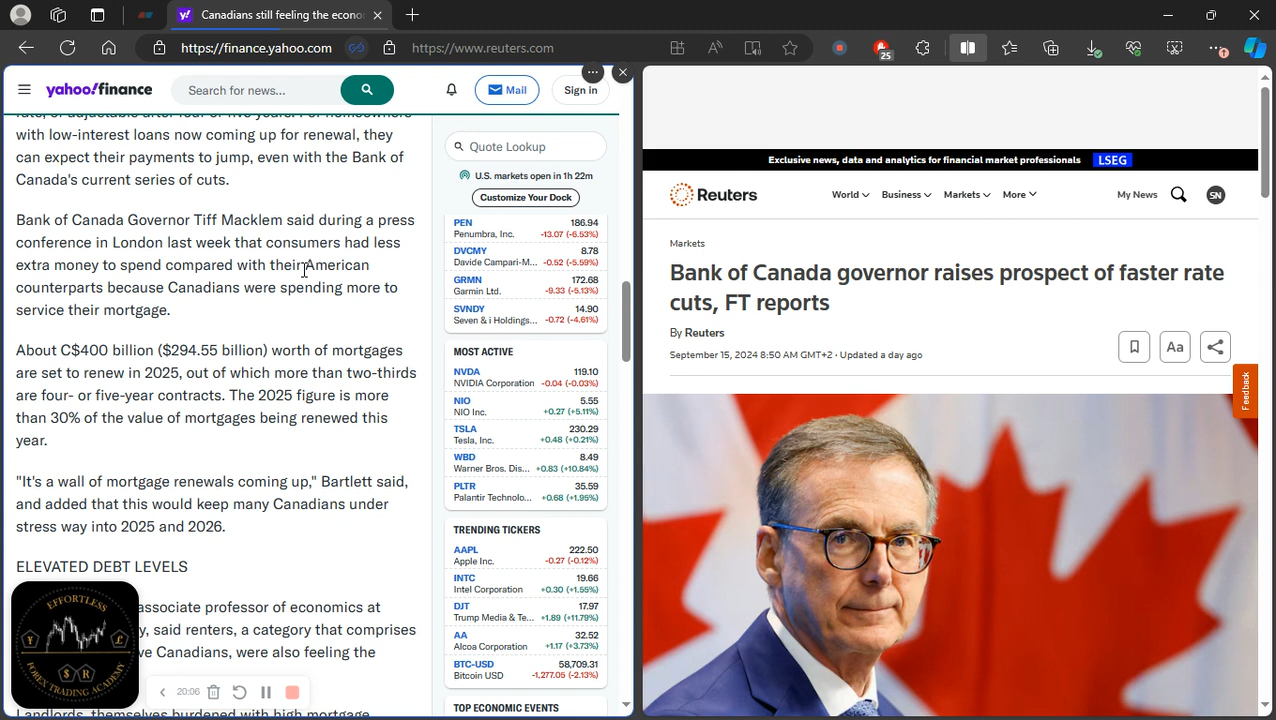 Canadians still feeling the econo
https://finance.yahoo.com
https://www.reuters.com
25
yahoo!finance
Search for news...
Mail
Sign in
with low-interest loans now coming up for renewal, they
can expect their payments to jump, even with the Bank of
Canada's current series of cuts.
Bank of Canada Governor Tiff Macklem said during a press
conference in London last week that consumers had less
extra money to spend compared with their American
counterparts because Canadians were spending more to
service their mortgage.
About C$400 billion ($294.55 billion) worth of mortgages
are set to renew in 2025, out of which more than two-thirds
are four- or five-year contracts. The 2025 figure is more
than 30% of the value of mortgages being renewed this
year.
"It's a wall of mortgage renewals coming up," Bartlett said,
and added that this would keep many Canadians under
stress way into 2025 and 2026.
ELEVATED DEBT LEVELS
associate professor of economics at
y, said renters, a category that comprises
ve Canadians, were also feeling the
Landlords, themselves burdened with high mortgage
EFFORTLESS
FOREX TRADING ACADEMY
¥ £ $ R
20:06
Quote Lookup
U.S. markets open in 1h 22m
Customize Your Dock
PEN 186.94
Penumbra, Inc. -13.07 (-6.53%)
DVCMY 8.78
Davide Campari-M... -0.52 (-5.59%)
GRMN 172.68
Garmin Ltd. -9.33 (-5.13%)
SVNDY 14.90
Seven & i Holdings... -0.72 (-4.61%)
MOST ACTIVE
NVDA 119.10
NVIDIA Corporation -0.04 (-0.03%)
NIO 5.55
NIO Inc. +0.27 (+5.11%)
TSLA 230.29
Tesla, Inc. +0.48 (+0.21%)
WBD 8.49
Warner Bros. Dis... +0.83 (+10.84%)
PLTR 35.59
Palantir Technolo... +0.68 (+1.95%)
TRENDING TICKERS
AAPL 222.50
Apple Inc. -0.27 (-0.12%)
INTC 19.66
Intel Corporation +0.30 (+1.55%)
DJT 17.97
Trump Media & Te... +1.89 (+11.79%)
AA 32.52
Alcoa Corporation +1.17 (+3.73%)
BTC-USD 58,709.31
Bitcoin USD -1,277.05 (-2.13%)
TOP ECONOMIC EVENTS
Exclusive news, data and analytics for financial market professionals LSEG
Reuters
World
Business
Markets
More
My News
SN
Markets
Bank of Canada governor raises prospect of faster rate
cuts, FT reports
By Reuters
September 15, 2024 8:50 AM GMT+2 · Updated a day ago
Aa
Feedback